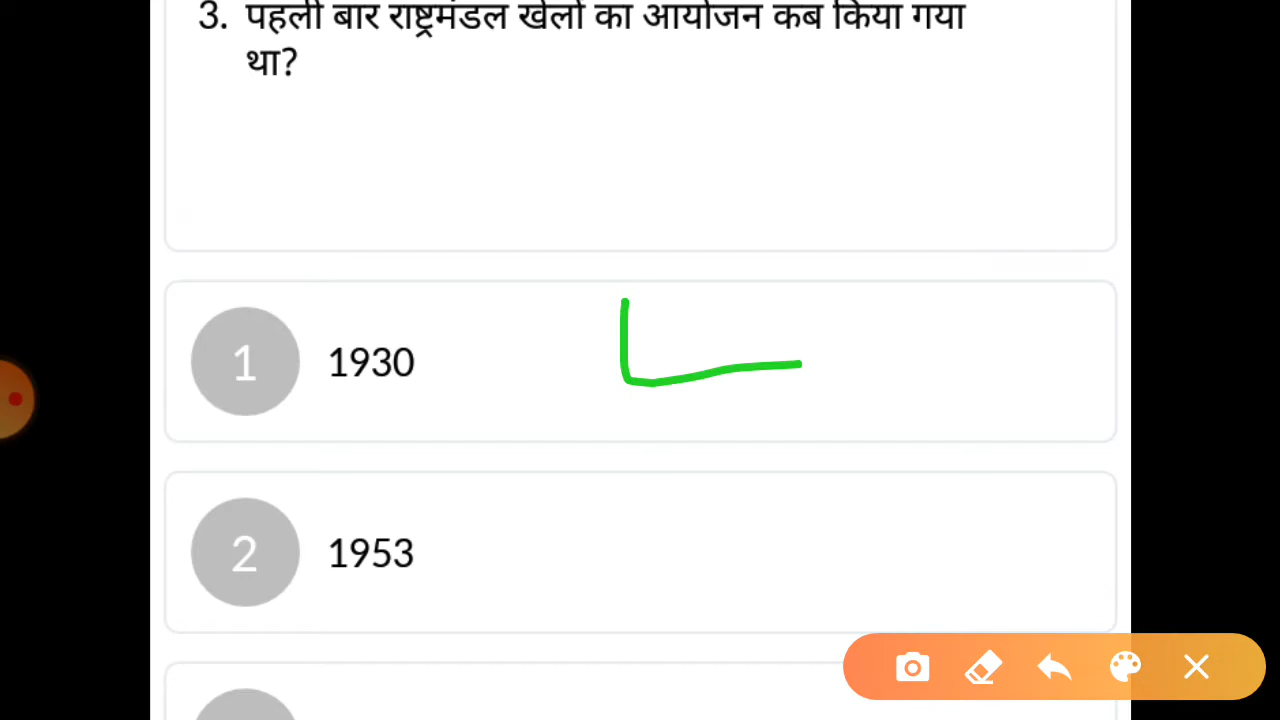 3. पहली बार राष्ट्रमंडल खेलों का आयोजन कब किया गया
था?
1 1930
2 1953